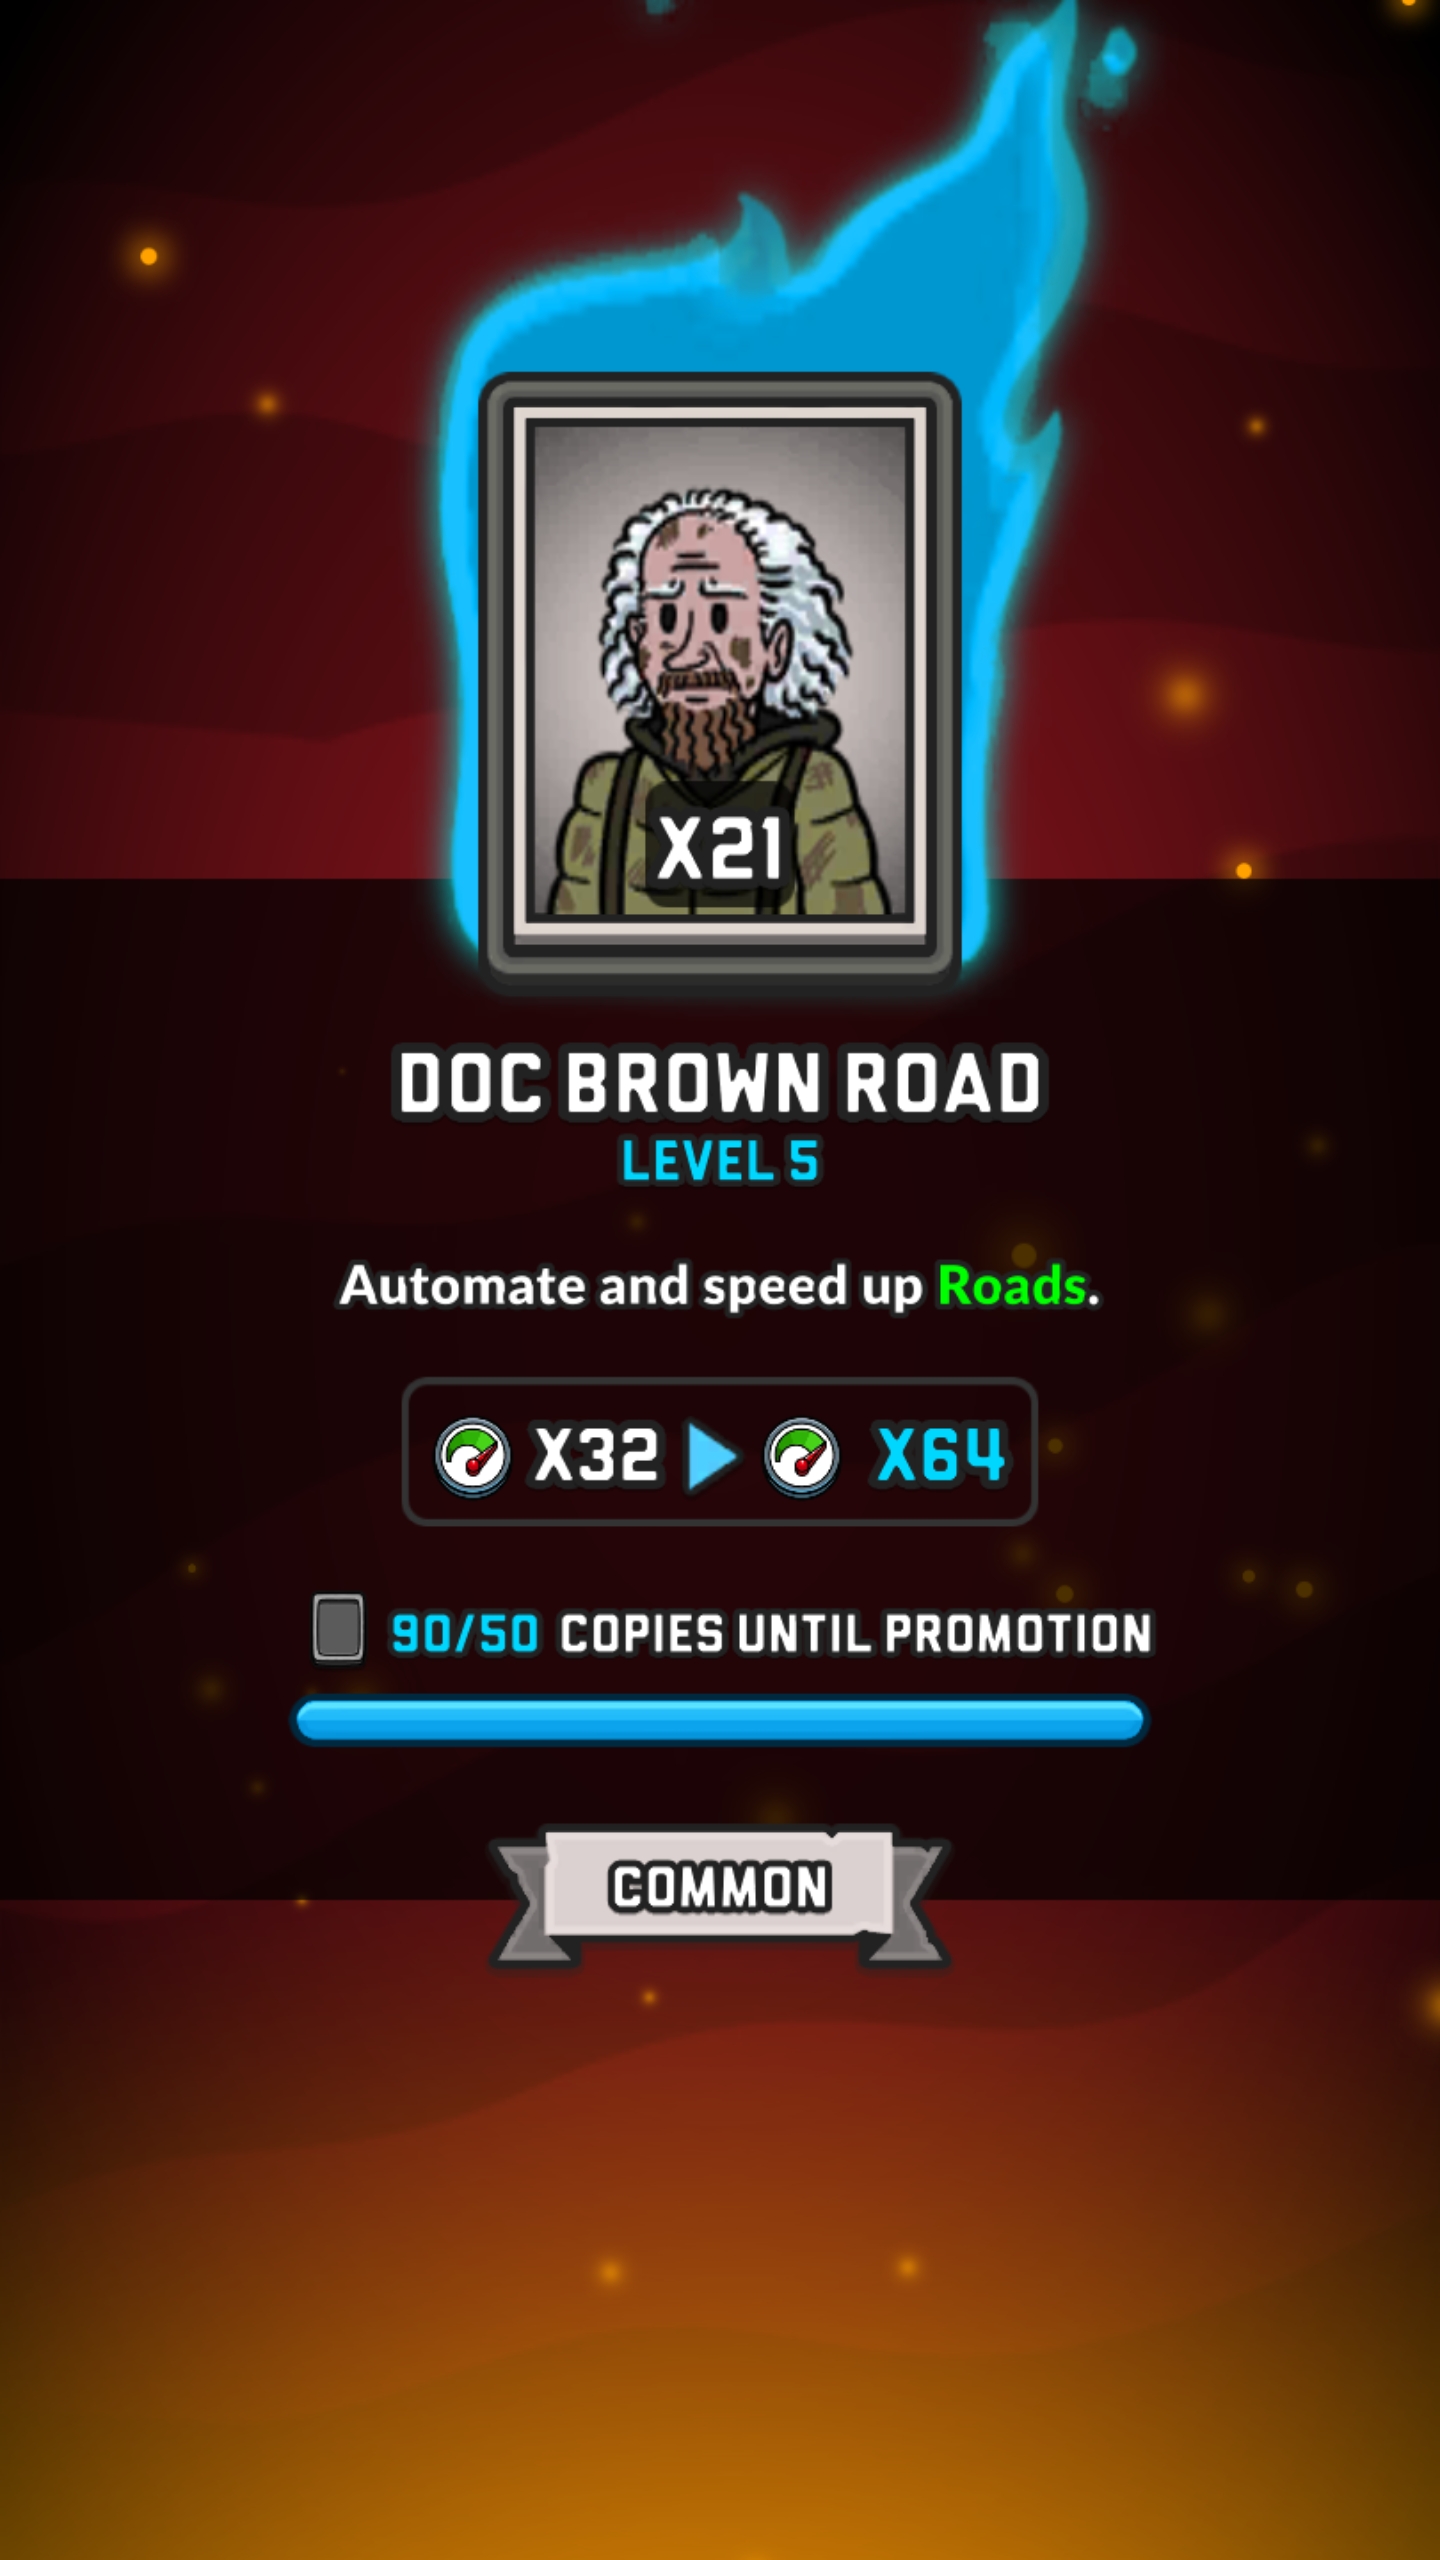 X21
DOC BROWN ROAD
LEVEL 5
Automate and speed up Roads.
X32 X64
90/50 COPIES UNTIL PROMOTION
COMMON